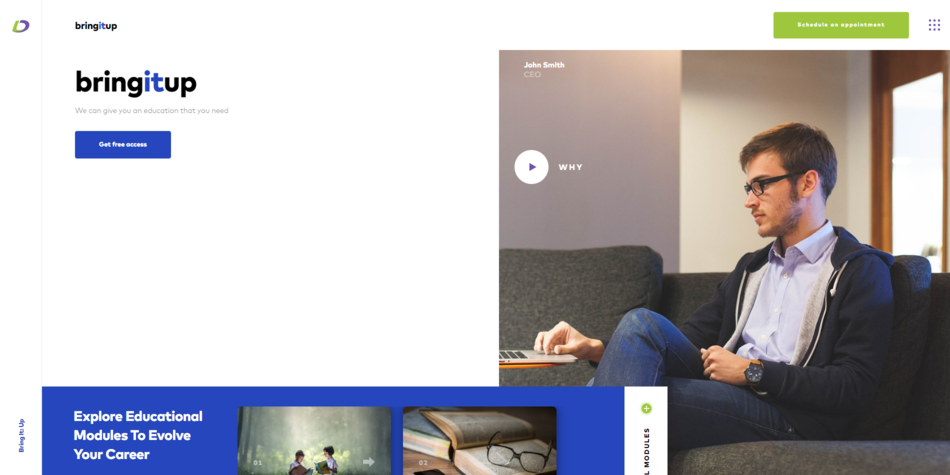 bringitup
Schedule an appointment
bringitup
We can give you an education that you need
Get free access
John Smith
CEO
WHY
Explore Educational
Modules To Evolve
Your Career
01
02
Bring It Up
L MODULES